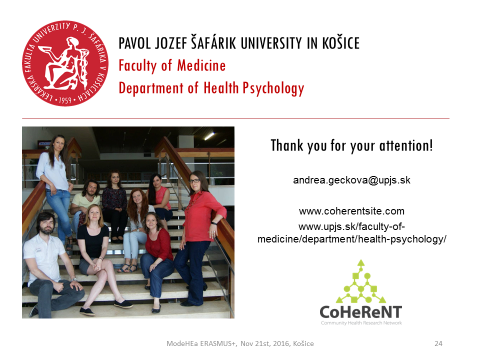 LEKÁRSKA FAKULTA UNIVERZITY P. J. ŠAFÁRIKA V KOŠICIACH
· 1959 ·
PAVOL JOZEF ŠAFÁRIK UNIVERSITY IN KOŠICE
Faculty of Medicine
Department of Health Psychology
Thank you for your attention!
andrea.geckova@upjs.sk
www.coherentsite.com
www.upjs.sk/faculty-of-
medicine/department/health-psychology/
CoHeReNT
Community Health Research Network
ModeHEa ERASMUS+, Nov 21st, 2016, Košice
24